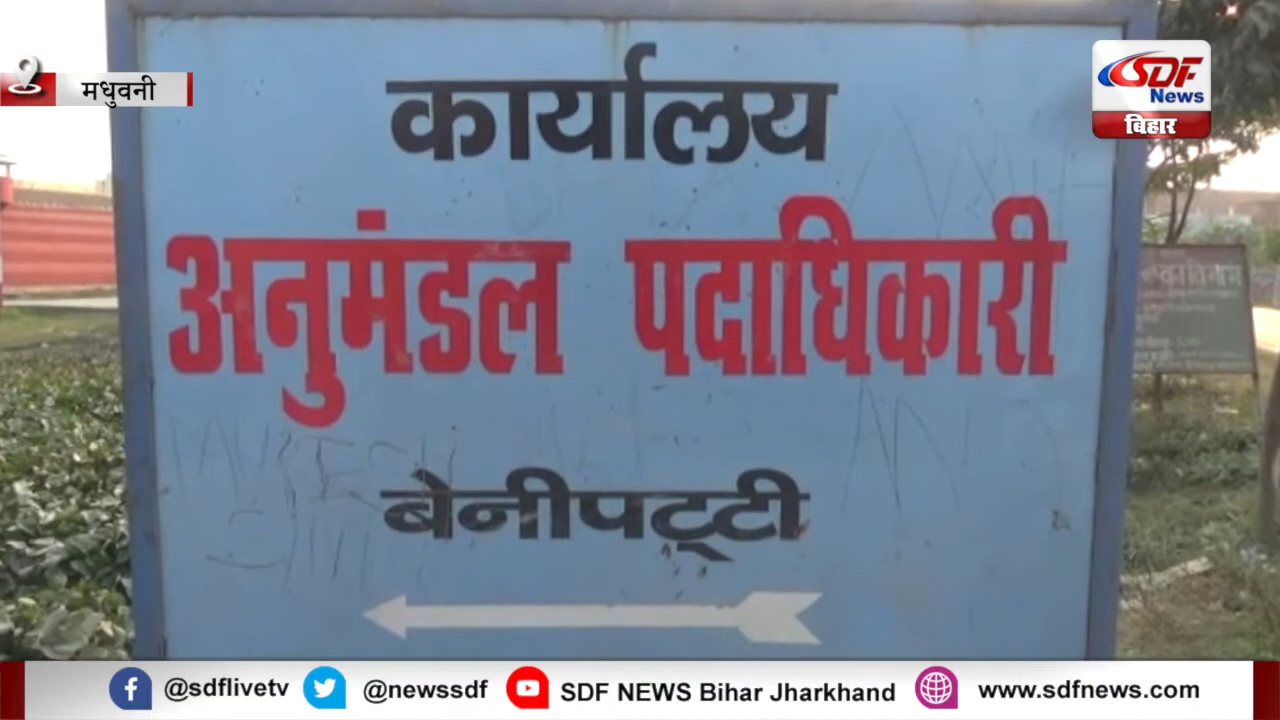 मधुवनी
SDF
News
बिहार
कार्यालय
अनुमंडल पदाधिकारी
बेनीपट्टी
@sdflivetv @newssdf SDF NEWS Bihar Jharkhand www.sdfnews.com